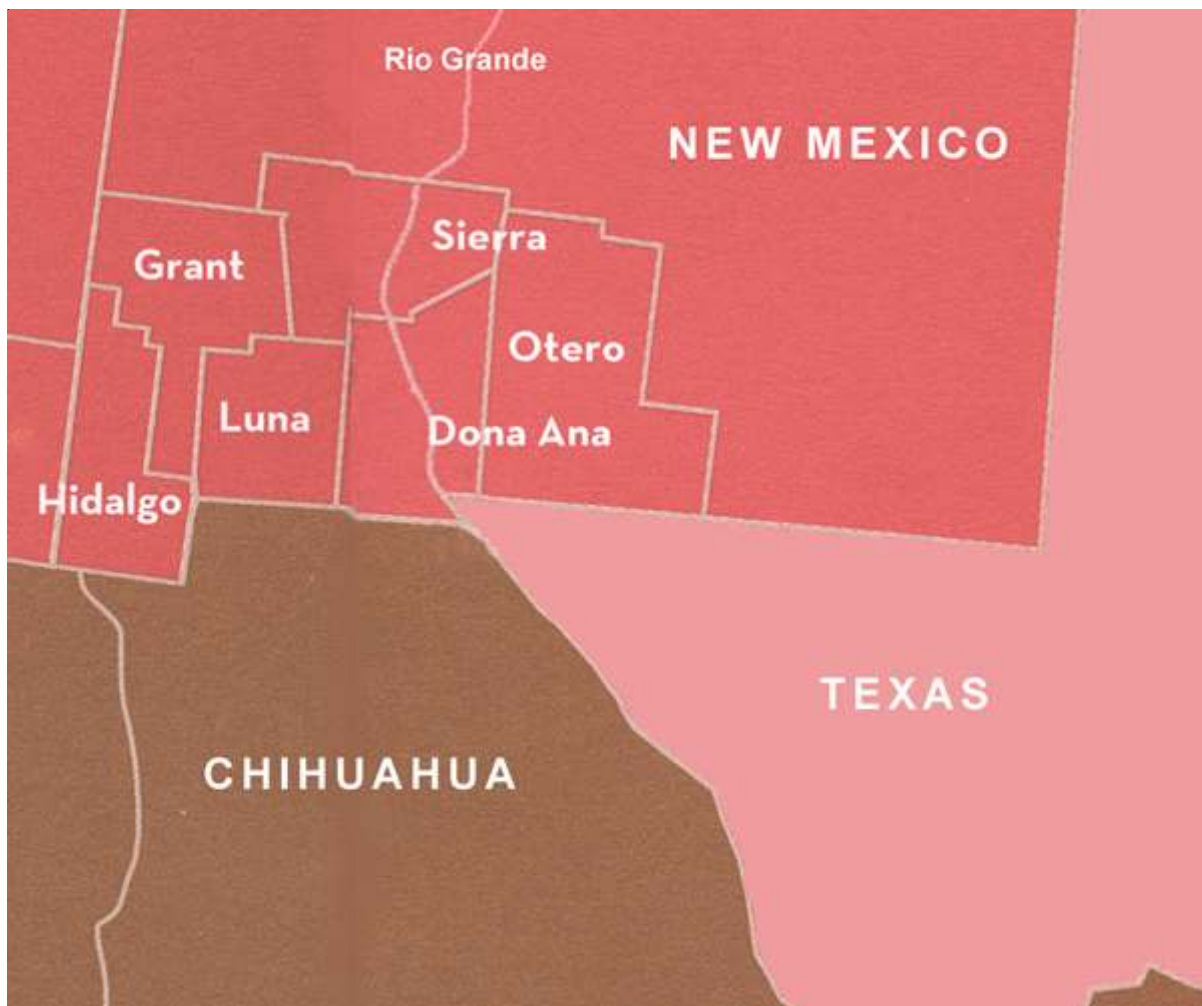 Rio Grande
NEW MEXICO
Sierra
Grant
Otero
Luna
Dona Ana
Hidalgo
TEXAS
CHIHUAHUA